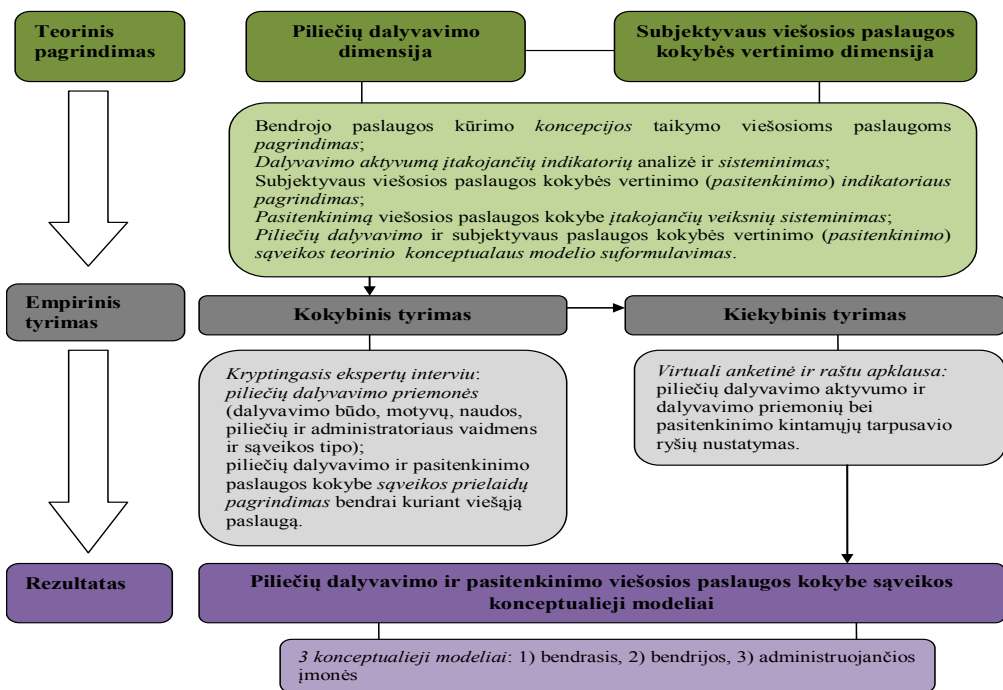 Teorinis
pagrindimas
Piliečių dalyvavimo
dimensija
Subjektyvaus viešosios paslaugos
kokybės vertinimo dimensija
Bendrojo paslaugos kūrimo koncepcijos taikymo viešosioms paslaugoms
pagrindimas;
Dalyvavimo aktyvumą įtakojančių indikatorių analizė ir sisteminimas;
Subjektyvaus viešosios paslaugos kokybės vertinimo (pasitenkinimo) indikatoriaus
pagrindimas;
Pasitenkinimą viešosios paslaugos kokybe įtakojančių veiksnių sisteminimas;
Piliečių dalyvavimo ir subjektyvaus paslaugos kokybės vertinimo (pasitenkinimo)
sąveikos teorinio konceptualaus modelio suformulavimas.
Empirinis
tyrimas
Kokybinis tyrimas
Kiekybinis tyrimas
Kryptingasis ekspertų interviu:
piliečių dalyvavimo priemonės
(dalyvavimo būdo, motyvų, naudos,
piliečių ir administratoriaus vaidmens
ir sąveikos tipo);
piliečių dalyvavimo ir pasitenkinimo
paslaugos kokybe sąveikos prielaidų
pagrindimas bendrai kuriant viešąją
paslaugą.
Virtuali anketinė ir raštu apklausa:
piliečių dalyvavimo aktyvumo ir
dalyvavimo priemonių bei
pasitenkinimo kintamųjų tarpusavio
ryšių nustatymas.
Rezultatas
Piliečių dalyvavimo ir pasitenkinimo viešosios paslaugos kokybe sąveikos
konceptualieji modeliai
3 konceptualieji modeliai: 1) bendrasis, 2) bendrijos, 3) administruojančios
įmonės